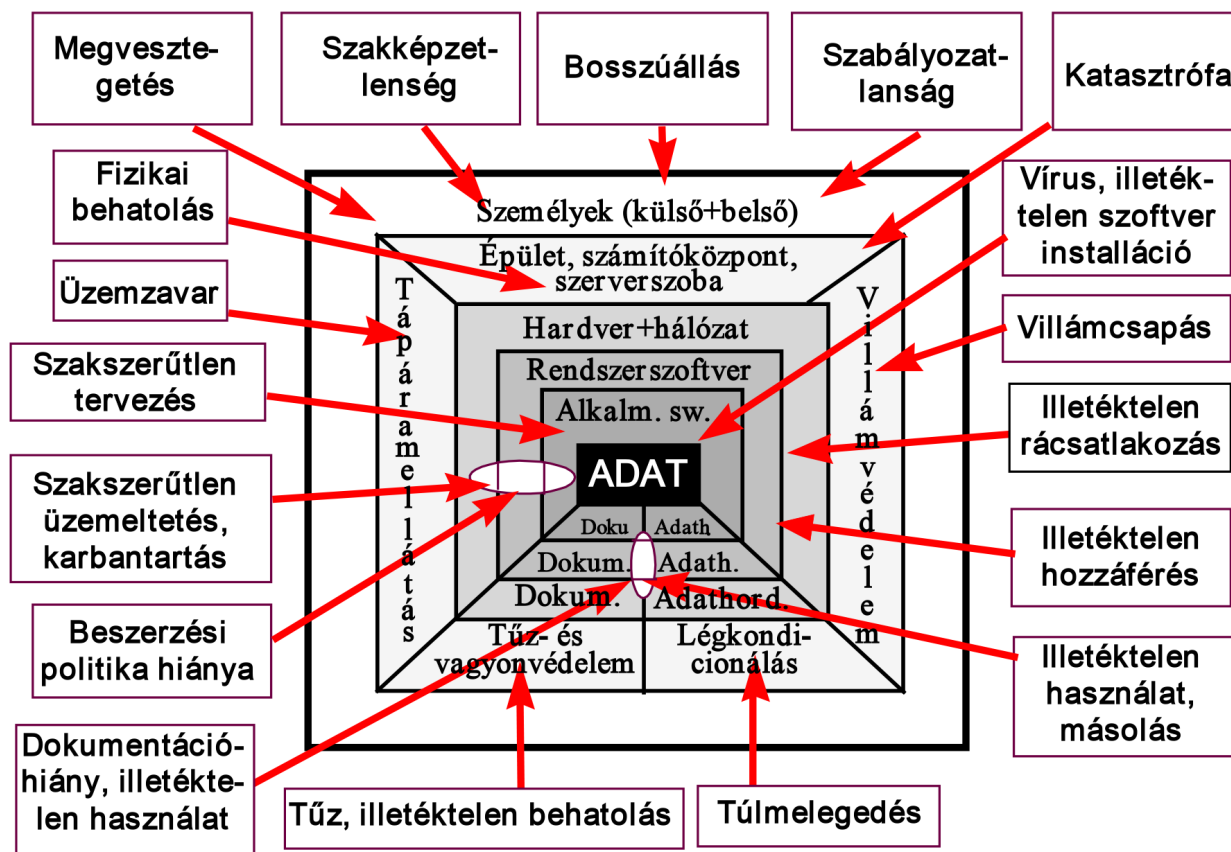 Megveszte-
getés
Szakképzet-
lenség
Bosszúállás
Szabályozat-
lanság
Katasztrófa
Fizikai
behatolás
Vírus, illeték-
telen szoftver
installáció
Üzemzavar
Villámcsapás
Szakszerűtlen
tervezés
Illetéktelen
rácsatlakozás
Szakszerűtlen
üzemeltetés,
karbantartás
Illetéktelen
hozzáférés
Beszerzési
politika hiánya
Illetéktelen
használat,
másolás
Dokumentáció-
hiány, illetékte-
len használat
Tűz, illetéktelen behatolás
Túlmelegedés
Személyek (külső+belső)
Épület, számítóközpont,
szerverszoba
Táparamellátás
Villámvédelem
Hardver+hálózat
Rendszerszoftver
Alkalm. sw.
ADAT
Doku Adath
Dokum. Adath.
Dokum. Adathord.
Tűz- és
vagyonvédelem
Légkondi-
cionálás